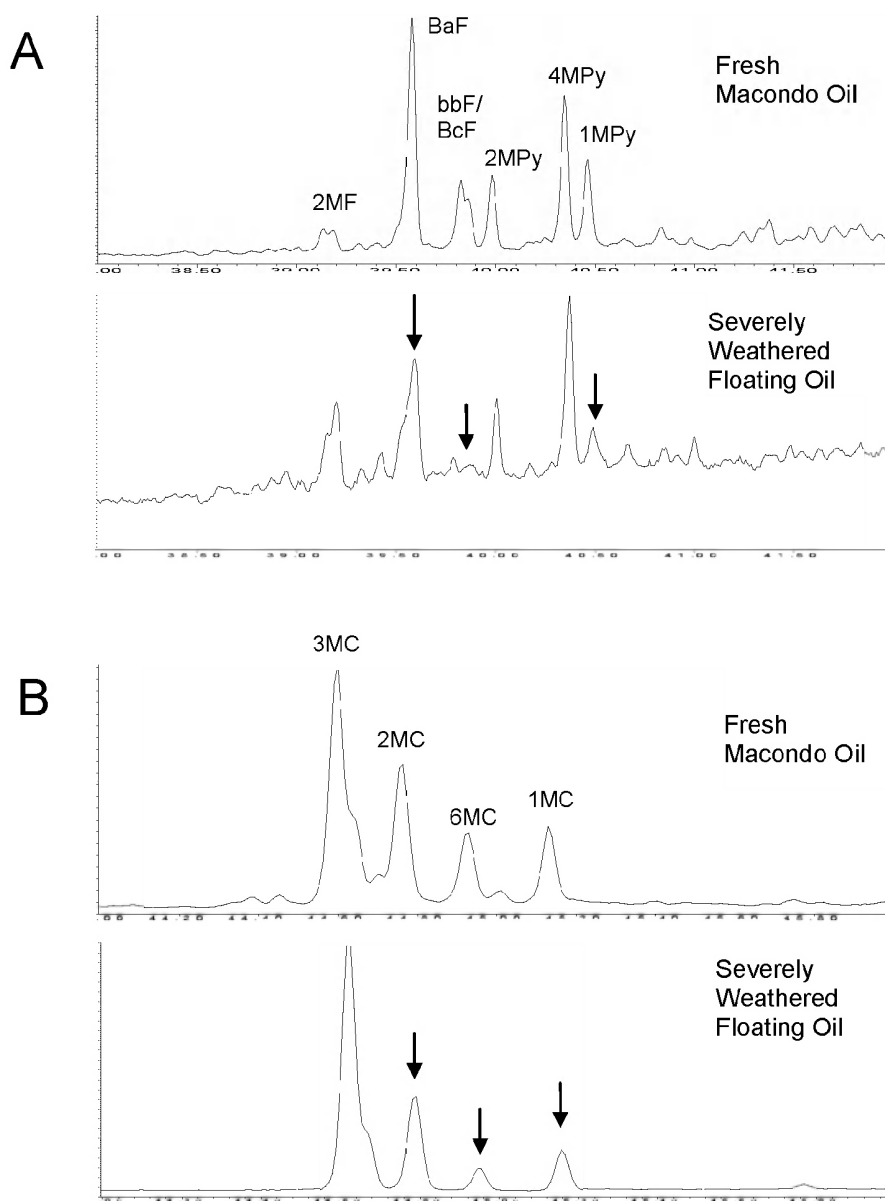 A
BaF
Fresh
Macondo Oil
4MPy
bbF/
BcF
1MPy
2MPy
2MF
Severely
Weathered
Floating Oil
B
3MC
Fresh
Macondo Oil
2MC
6MC
1MC
Severely
Weathered
Floating Oil